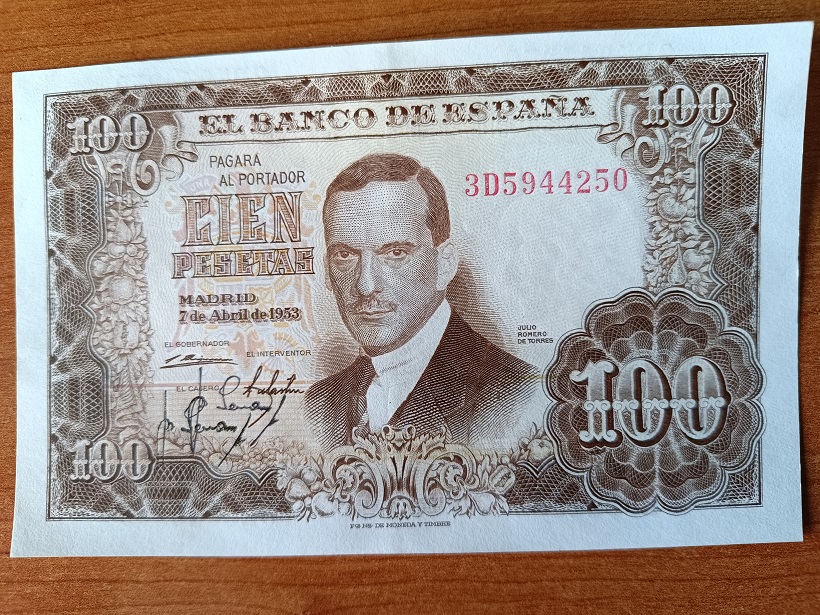 100
EL BANCO DE ESPAÑA
100
PAGARÁ
AL PORTADOR
CIEN
PESETAS
3D5944250
MADRID
7 de Abril de 1953
EL GOBERNADOR
EL INTERVENTOR
EL CAJERO
JULIO
ROMERO
DE TORRES
100
100
FCA NAL DE MONEDA Y TIMBRE